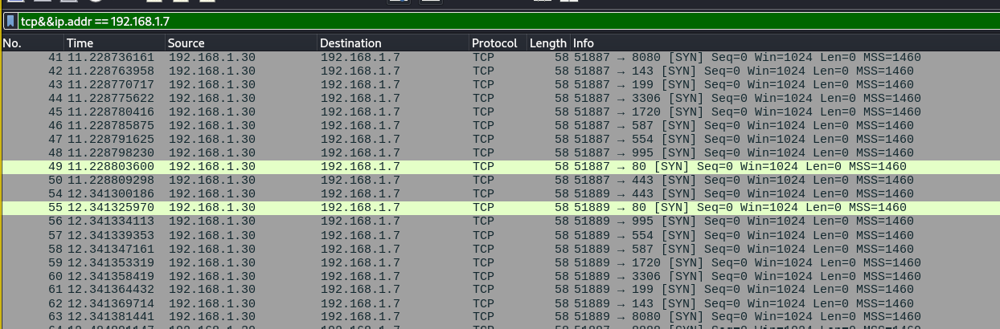 tcp&&ip.addr == 192.168.1.7
No. Time Source Destination Protocol Length Info
41 11.228736161 192.168.1.30 192.168.1.7 TCP 58 51887 → 8080 [SYN] Seq=0 Win=1024 Len=0 MSS=1460
42 11.228763958 192.168.1.30 192.168.1.7 TCP 58 51887 → 143 [SYN] Seq=0 Win=1024 Len=0 MSS=1460
43 11.228770717 192.168.1.30 192.168.1.7 TCP 58 51887 → 199 [SYN] Seq=0 Win=1024 Len=0 MSS=1460
44 11.228775622 192.168.1.30 192.168.1.7 TCP 58 51887 → 3306 [SYN] Seq=0 Win=1024 Len=0 MSS=1460
45 11.228780416 192.168.1.30 192.168.1.7 TCP 58 51887 → 1720 [SYN] Seq=0 Win=1024 Len=0 MSS=1460
46 11.228785875 192.168.1.30 192.168.1.7 TCP 58 51887 → 587 [SYN] Seq=0 Win=1024 Len=0 MSS=1460
47 11.228791625 192.168.1.30 192.168.1.7 TCP 58 51887 → 554 [SYN] Seq=0 Win=1024 Len=0 MSS=1460
48 11.228798230 192.168.1.30 192.168.1.7 TCP 58 51887 → 995 [SYN] Seq=0 Win=1024 Len=0 MSS=1460
49 11.228803600 192.168.1.30 192.168.1.7 TCP 58 51887 → 80 [SYN] Seq=0 Win=1024 Len=0 MSS=1460
50 11.228809298 192.168.1.30 192.168.1.7 TCP 58 51887 → 443 [SYN] Seq=0 Win=1024 Len=0 MSS=1460
54 12.341300186 192.168.1.30 192.168.1.7 TCP 58 51889 → 443 [SYN] Seq=0 Win=1024 Len=0 MSS=1460
55 12.341325970 192.168.1.30 192.168.1.7 TCP 58 51889 → 80 [SYN] Seq=0 Win=1024 Len=0 MSS=1460
56 12.341334113 192.168.1.30 192.168.1.7 TCP 58 51889 → 995 [SYN] Seq=0 Win=1024 Len=0 MSS=1460
57 12.341339353 192.168.1.30 192.168.1.7 TCP 58 51889 → 554 [SYN] Seq=0 Win=1024 Len=0 MSS=1460
58 12.341347161 192.168.1.30 192.168.1.7 TCP 58 51889 → 587 [SYN] Seq=0 Win=1024 Len=0 MSS=1460
59 12.341353319 192.168.1.30 192.168.1.7 TCP 58 51889 → 1720 [SYN] Seq=0 Win=1024 Len=0 MSS=1460
60 12.341358419 192.168.1.30 192.168.1.7 TCP 58 51889 → 3306 [SYN] Seq=0 Win=1024 Len=0 MSS=1460
61 12.341364432 192.168.1.30 192.168.1.7 TCP 58 51889 → 199 [SYN] Seq=0 Win=1024 Len=0 MSS=1460
62 12.341369714 192.168.1.30 192.168.1.7 TCP 58 51889 → 143 [SYN] Seq=0 Win=1024 Len=0 MSS=1460
63 12.341381441 192.168.1.30 192.168.1.7 TCP 58 51889 → 8080 [SYN] Seq=0 Win=1024 Len=0 MSS=1460